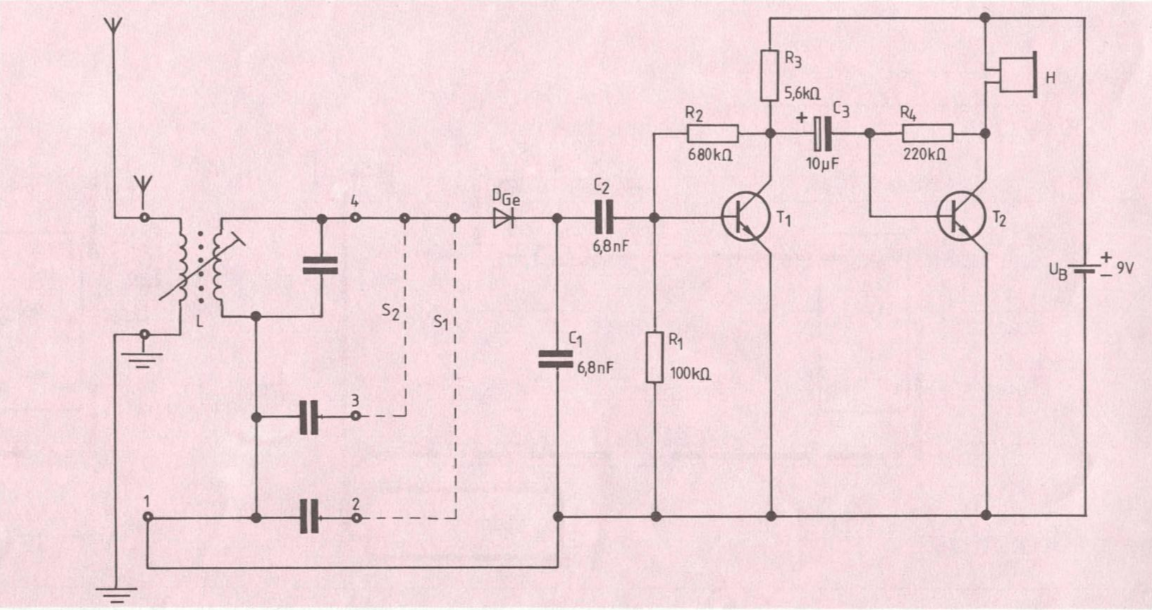 R3
5,6kΩ
H
R2
680kΩ
+
C3
10µF
R4
220kΩ
4
DGe
C2
6,8nF
T1
T2
L
S2
S1
C1
6,8nF
R1
100kΩ
UB
+
−
9V
3
1
2